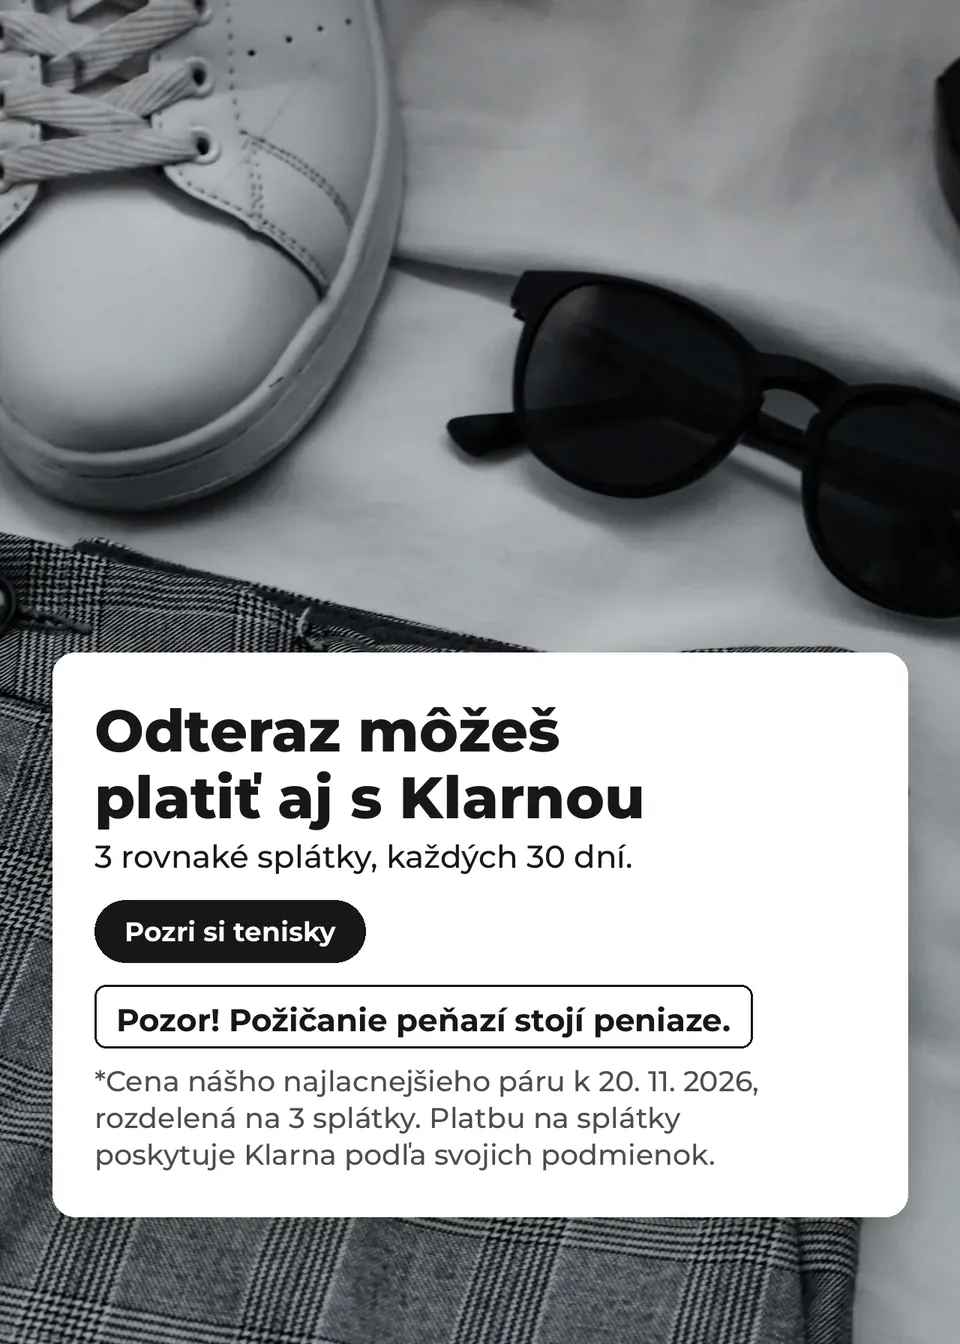 Odteraz môžeš
platiť aj s Klarnou
3 rovnaké splátky, každých 30 dní.
Pozri si tenisky
Pozor! Požičanie peňazí stojí peniaze.
*Cena nášho najlacnejšieho páru k 20. 11. 2026,
rozdelená na 3 splátky. Platbu na splátky
poskytuje Klarna podľa svojich podmienok.